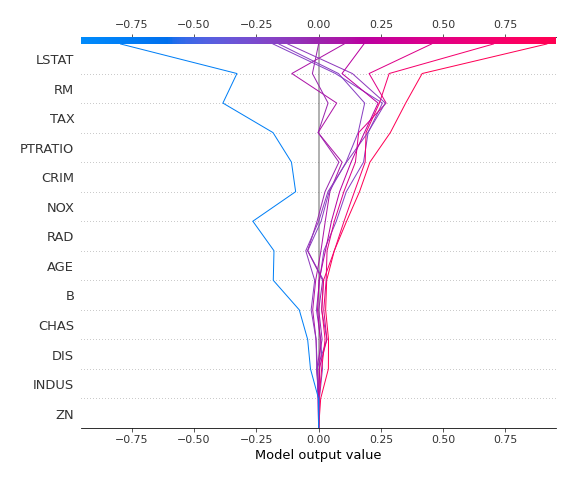 −0.75 −0.50 −0.25 0.00 0.25 0.50 0.75
LSTAT
RM
TAX
PTRATIO
CRIM
NOX
RAD
AGE
B
CHAS
DIS
INDUS
ZN
−0.75 −0.50 −0.25 0.00 0.25 0.50 0.75
Model output value